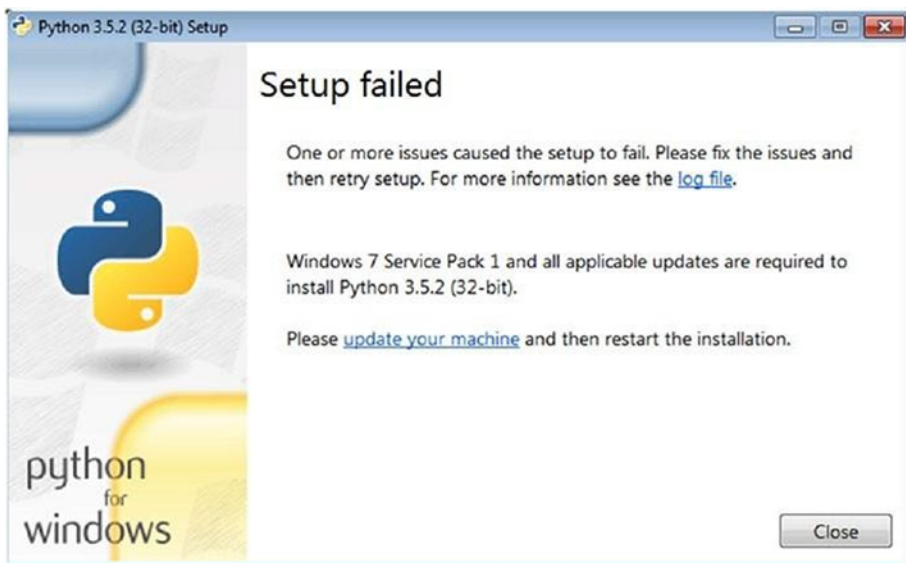 Python 3.5.2 (32-bit) Setup
Setup failed
One or more issues caused the setup to fail. Please fix the issues and
then retry setup. For more information see the log file.
Windows 7 Service Pack 1 and all applicable updates are required to
install Python 3.5.2 (32-bit).
Please update your machine and then restart the installation.
python
for
windows
Close